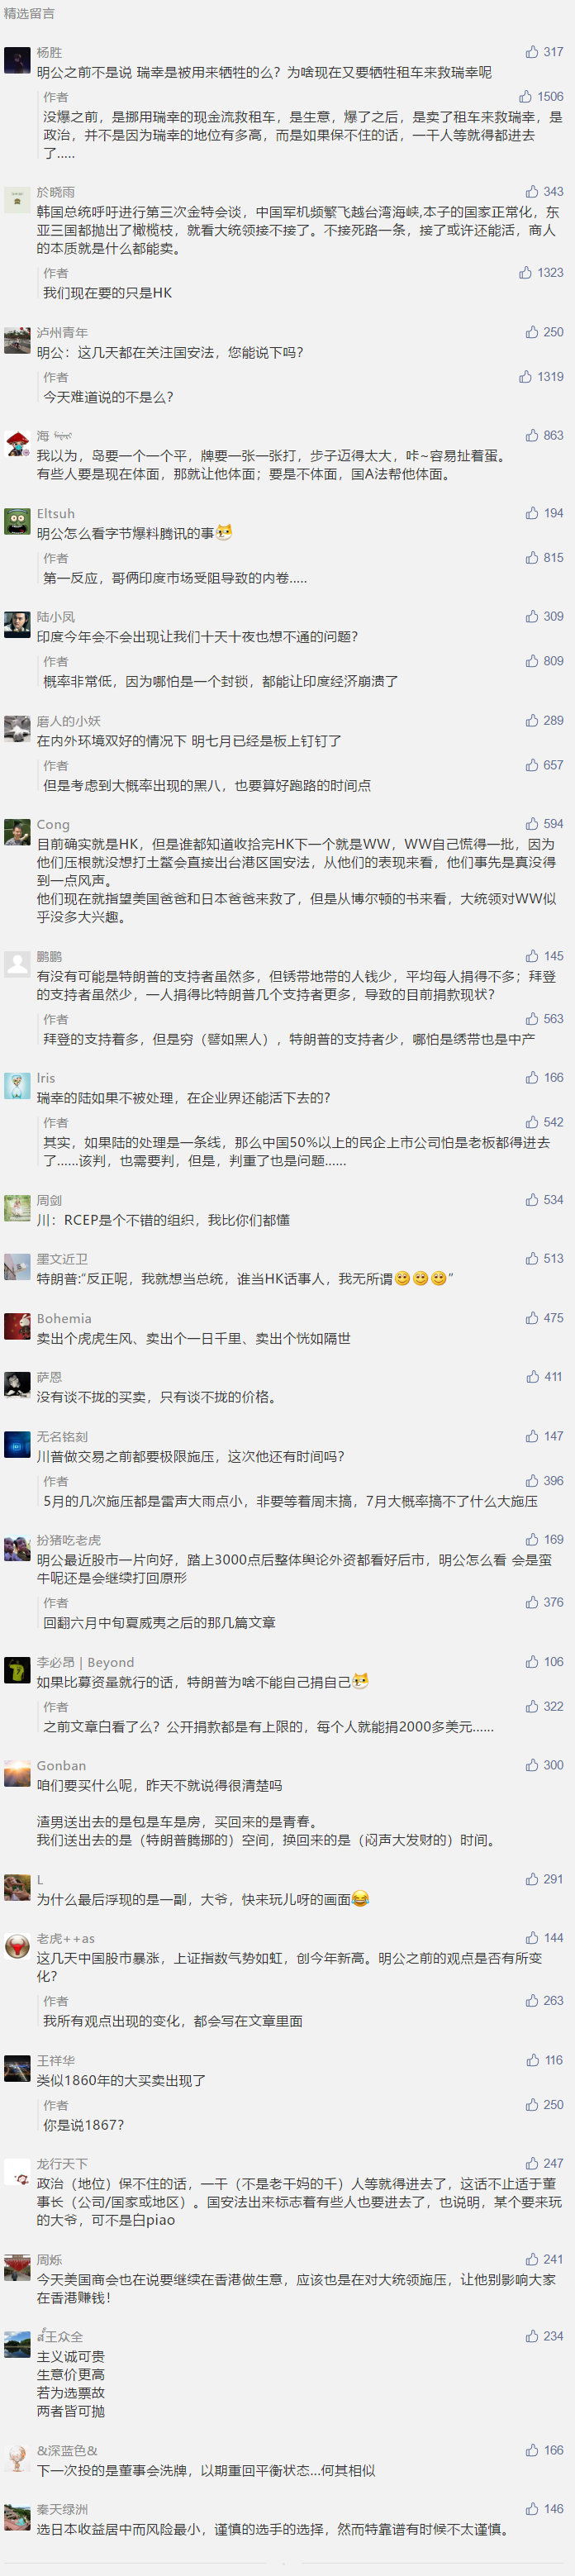 精选留言
杨胜
317
明公之前不是说 瑞幸是被用来牺牲的么？为啥现在又要牺牲租车来救瑞幸呢
作者
1506
没爆之前，是挪用瑞幸的现金流救租车，是生意，爆了之后，是卖了租车来救瑞幸，是
政治，并不是因为瑞幸的地位有多高，而是如果保不住的话，一干人等就得都进去
了.....
於晓雨
343
韩国总统呼吁进行第三次金特会谈，中国军机频繁飞越台湾海峡,本子的国家正常化，东
亚三国都抛出了橄榄枝，就看大统领接不接了。不接死路一条，接了或许还能活，商人
的本质就是什么都能卖。
作者
1323
我们现在要的只是HK
泸州青年
250
明公：这几天都在关注国安法，您能说下吗？
作者
1319
今天难道说的不是么？
海
863
我以为，岛要一个一个平，牌要一张一张打，步子迈得太大，咔~容易扯着蛋。
有些人要是现在体面，那就让他体面；要是不体面，国A法帮他体面。
Eltsuh
194
明公怎么看字节爆料腾讯的事
作者
815
第一反应，哥俩印度市场受阻导致的内卷.....
陆小凤
309
印度今年会不会出现让我们十天十夜也想不通的问题？
作者
809
概率非常低，因为哪怕是一个封锁，都能让印度经济崩溃了
磨人的小妖
289
在内外环境双好的情况下 明七月已经是板上钉钉了
作者
657
但是考虑到大概率出现的黑八，也要算好跑路的时间点
Cong
594
目前确实就是HK，但是谁都知道收拾完HK下一个就是WW，WW自己慌得一批，因为
他们压根就没想打土鳖会直接出台港区国安法，从他们的表现来看，他们事先是真没得
到一点风声。
他们现在就指望美国爸爸和日本爸爸来救了，但是从博尔顿的书来看，大统领对WW似
乎没多大兴趣。
鹏鹏
145
有没有可能是特朗普的支持者虽然多，但锈带地带的人钱少，平均每人捐得不多；拜登
的支持者虽然少，一人捐得比特朗普几个支持者更多，导致的目前捐款现状？
作者
563
拜登的支持着多，但是穷（譬如黑人），特朗普的支持者少，哪怕是绣带也是中产
Iris
166
瑞幸的陆如果不被处理，在企业界还能活下去的?
作者
542
其实，如果陆的处理是一条线，那么中国50%以上的民企上市公司怕是老板都得进去
了......该判，也需要判，但是，判重了也是问题......
周剑
534
川：RCEP是个不错的组织，我比你们都懂
墨文近卫
513
特朗普:“反正呢，我就想当总统，谁当HK话事人，我无所谓”
Bohemia
475
卖出个虎虎生风、卖出个一日千里、卖出个恍如隔世
萨恩
411
没有谈不拢的买卖，只有谈不拢的价格。
无名铭刻
147
川普做交易之前都要极限施压，这次他还有时间吗?
作者
396
5月的几次施压都是雷声大雨点小，非要等着周末搞，7月大概率搞不了什么大施压
扮猪吃老虎
169
明公最近股市一片向好，踏上3000点后整体舆论外资都看好后市，明公怎么看 会是蛮
牛呢还是会继续打回原形
作者
376
回翻六月中旬夏威夷之后的那几篇文章
李必昂 | Beyond
106
如果比募资量就行的话，特朗普为啥不能自己捐自己
作者
322
之前文章白看了么？公开捐款都是有上限的，每个人就能捐2000多美元......
Gonban
300
咱们要买什么呢，昨天不就说得很清楚吗
渣男送出去的是包是车是房，买回来的是青春。
我们送出去的是（特朗普腾挪的）空间，换回来的是（闷声大发财的）时间。
L
291
为什么最后浮现的是一副，大爷，快来玩儿呀的画面
老虎++as
144
这几天中国股市暴涨，上证指数气势如虹，创今年新高。明公之前的观点是否有所变
化？
作者
263
我所有观点出现的变化，都会写在文章里面
王祥华
116
类似1860年的大买卖出现了
作者
250
你是说1867？
龙行天下
247
政治（地位）保不住的话，一干（不是老干妈的干）人等就得进去了，这话不止适于董
事长（公司/国家或地区）。国安法出来标志着有些人也要进去了，也说明，某个要来玩
的大爷，可不是白piao
周烁
241
今天美国商会也在说要继续在香港做生意，应该也是在对大统领施压，让他别影响大家
在香港赚钱！
王众全
234
主义诚可贵
生意价更高
若为选票故
两者皆可抛
&深蓝色&
166
下一次投的是董事会洗牌，以期重回平衡状态...何其相似
秦天绿洲
146
选日本收益居中而风险最小，谨慎的选手的选择，然而特靠谱有时候不太谨慎。